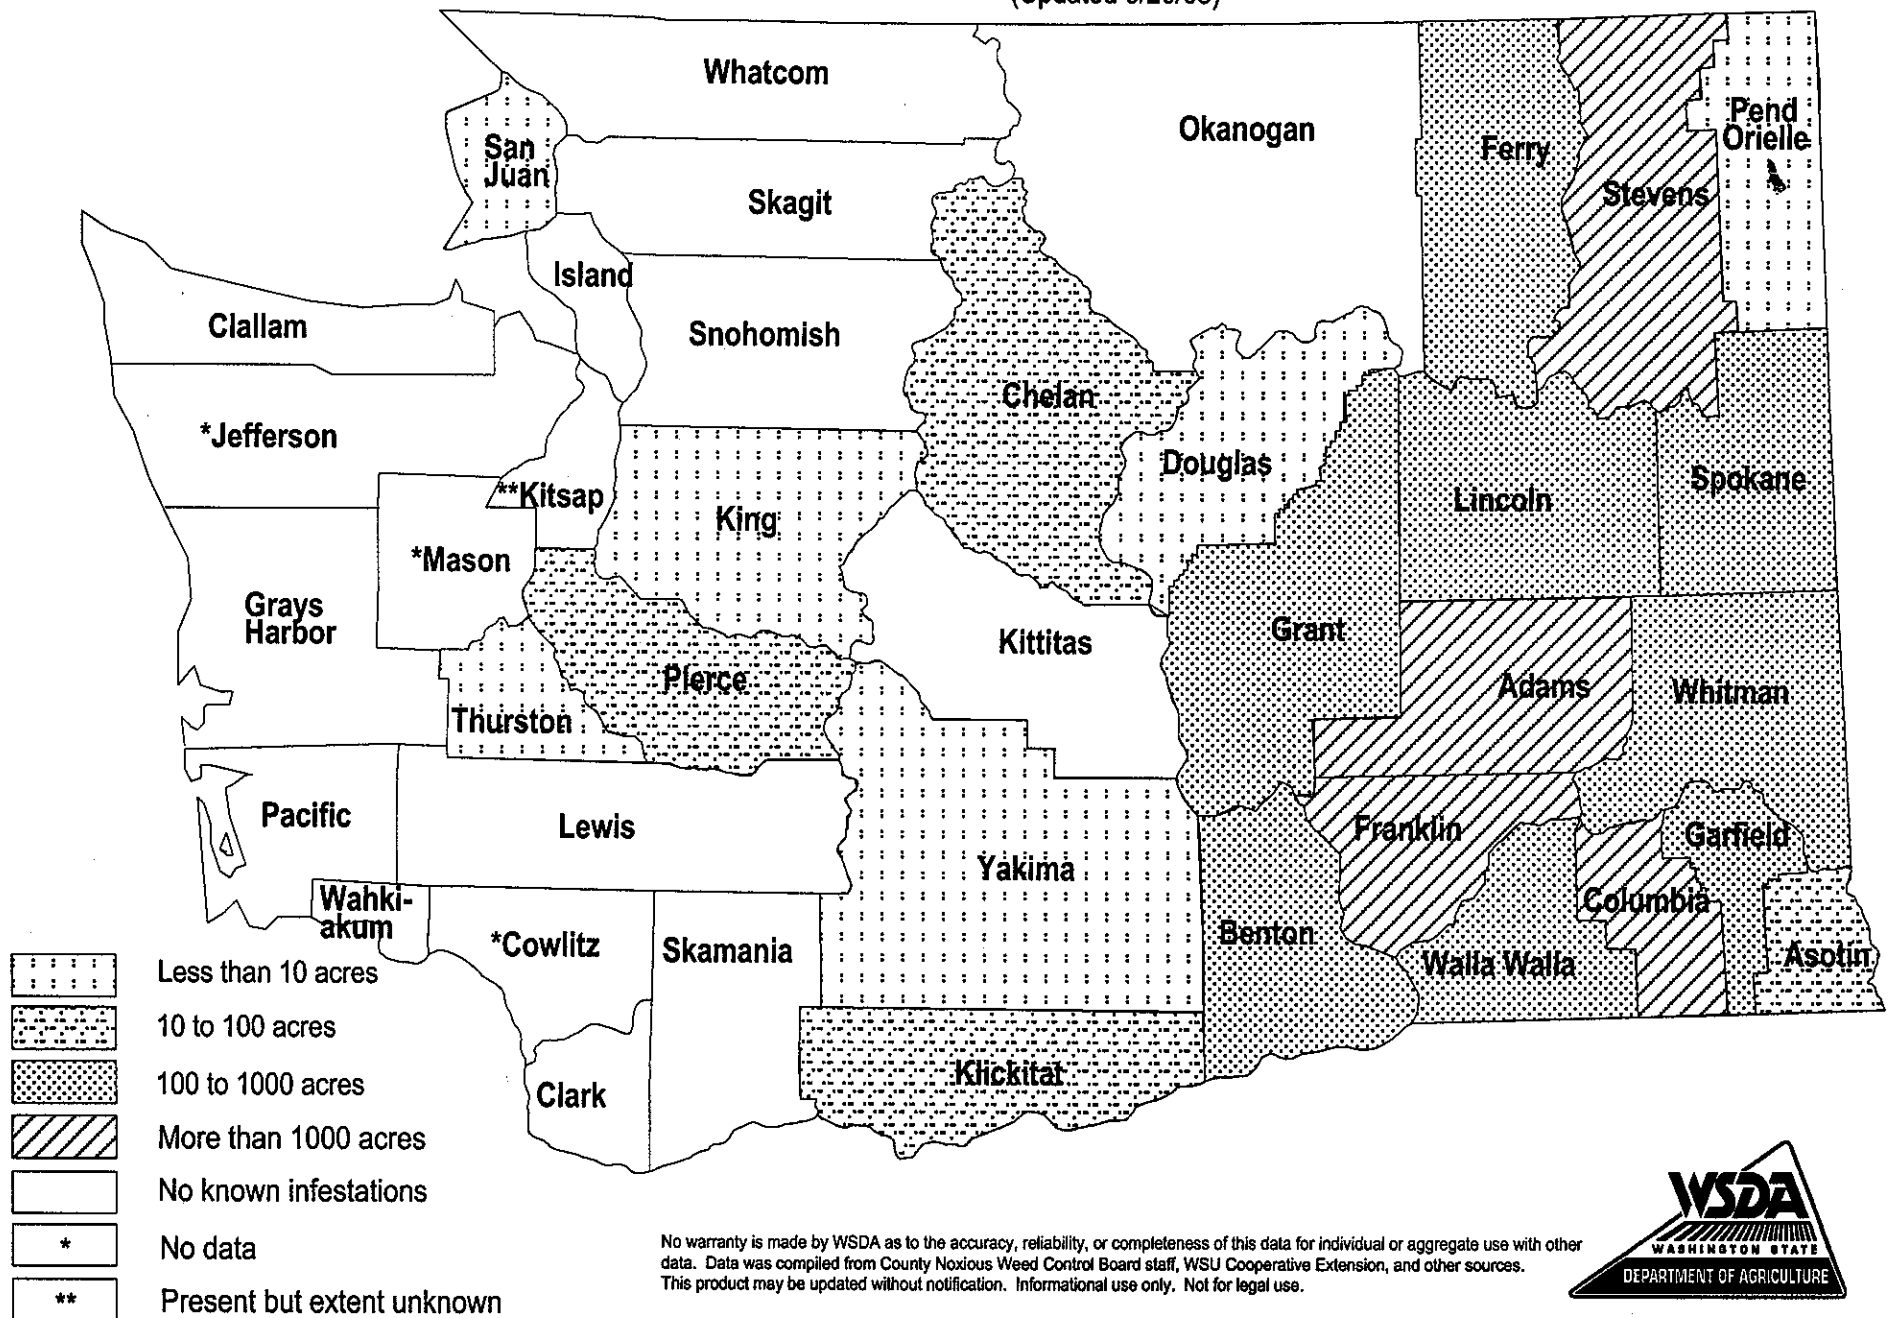 Whatcom
Okanogan
Pend
Orielle
San
Juan
Ferry
Skagit
Stevens
Island
Clallam
Snohomish
Chelan
*Jefferson
Douglas
**Kitsap
King
Lincoln
Spokane
*Mason
Grays
Harbor
Kittitas
Grant
Pierce
Adams
Whitman
Thurston
Pacific
Lewis
Franklin
Garfield
Yakima
Wahki-
akum
Columbia
*Cowlitz
Skamania
Benton
Walla Walla
Asotin
Klickitat
Clark
Less than 10 acres
10 to 100 acres
100 to 1000 acres
More than 1000 acres
No known infestations
* No data
** Present but extent unknown
No warranty is made by WSDA as to the accuracy, reliability, or completeness of this data for individual or aggregate use with other
data. Data was compiled from County Noxious Weed Control Board staff, WSU Cooperative Extension, and other sources.
This product may be updated without notification. Informational use only. Not for legal use.
WSDA
WASHINGTON STATE
DEPARTMENT OF AGRICULTURE